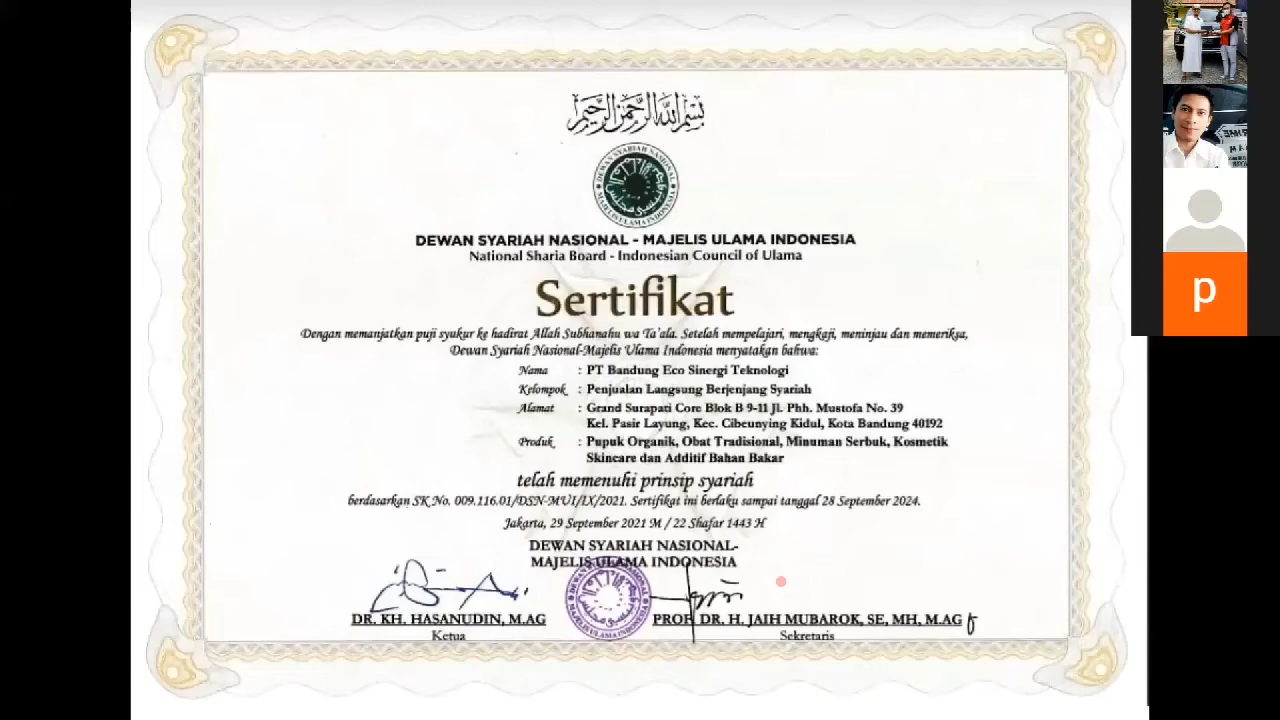 بسم الله الرحمن الرحيم
DEWAN SYARIAH NASIONAL
MAJELIS ULAMA INDONESIA
DEWAN SYARIAH NASIONAL - MAJELIS ULAMA INDONESIA
National Sharia Board - Indonesian Council of Ulama
Sertifikat
Dengan memanjatkan puji syukur ke hadirat Allah Subhanahu wa Ta'ala. Setelah mempelajari, mengkaji, meninjau dan memeriksa,
Dewan Syariah Nasional-Majelis Ulama Indonesia menyatakan bahwa:
Nama : PT Bandung Eco Sinergi Teknologi
Kelompok : Penjualan Langsung Berjenjang Syariah
Alamat : Grand Surapati Core Blok B 9-11 Jl. Phh. Mustofa No. 39
Kel. Pasir Layung, Kec. Cibeunying Kidul, Kota Bandung 40192
Produk : Pupuk Organik, Obat Tradisional, Minuman Serbuk, Kosmetik
Skincare dan Additif Bahan Bakar
telah memenuhi prinsip syariah
berdasarkan SK No. 009.116.01/DSN-MUI/IX/2021. Sertifikat ini berlaku sampai tanggal 28 September 2024.
Jakarta, 29 September 2021 M / 22 Shafar 1443 H
DEWAN SYARIAH NASIONAL-
MAJELIS ULAMA INDONESIA
DR. KH. HASANUDIN, M.AG
Ketua
PROF. DR. H. JAIH MUBAROK, SE, MH, M.AG
Sekretaris
p